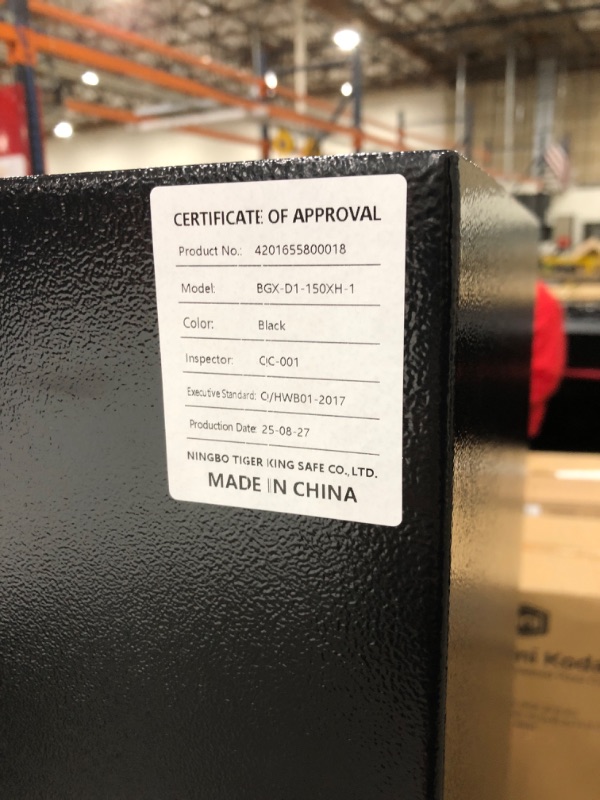 CERTIFICATE OF APPROVAL
Product No.: 4201655800018
Model: BGX-D1-150XH-1
Color: Black
Inspector: CJC-001
Executive Standard: Q/HWB01-2017
Production Date: 25-08-27
NINGBO TIGER KING SAFE CO., LTD.
MADE IN CHINA